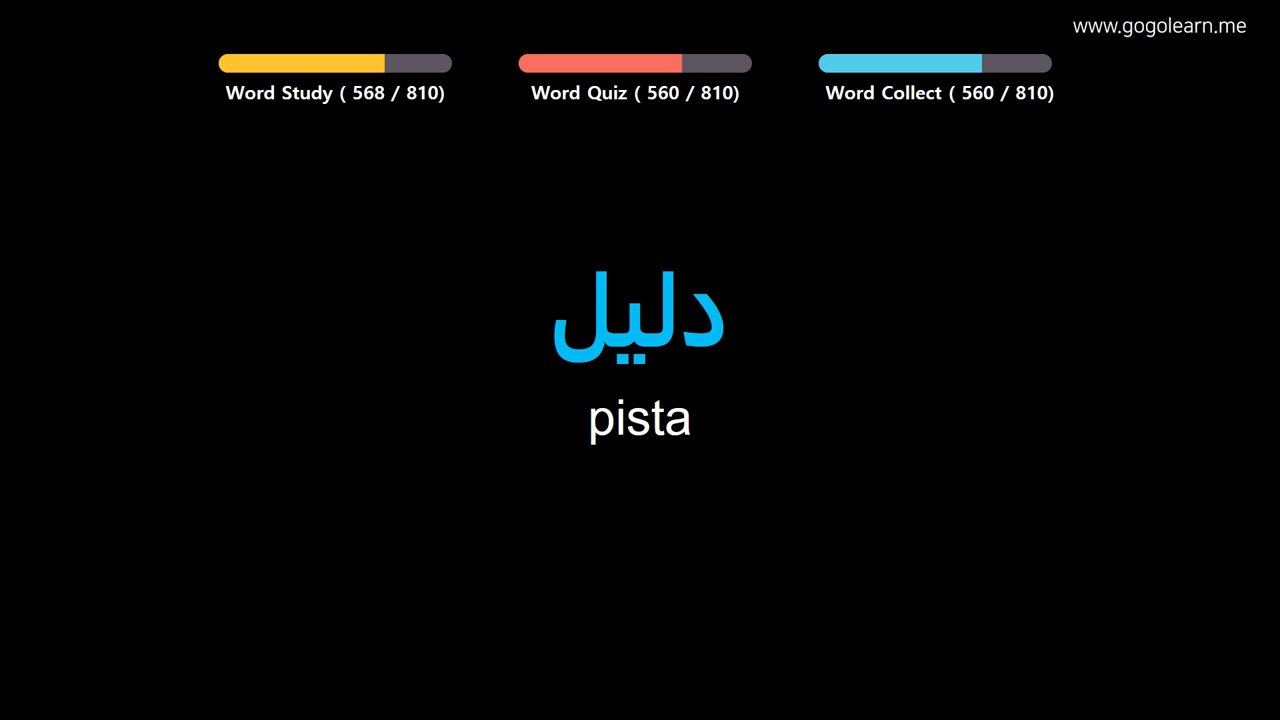 www.gogolearn.me
Word Study ( 568 / 810)
Word Quiz ( 560 / 810)
Word Collect ( 560 / 810)
دليل
pista